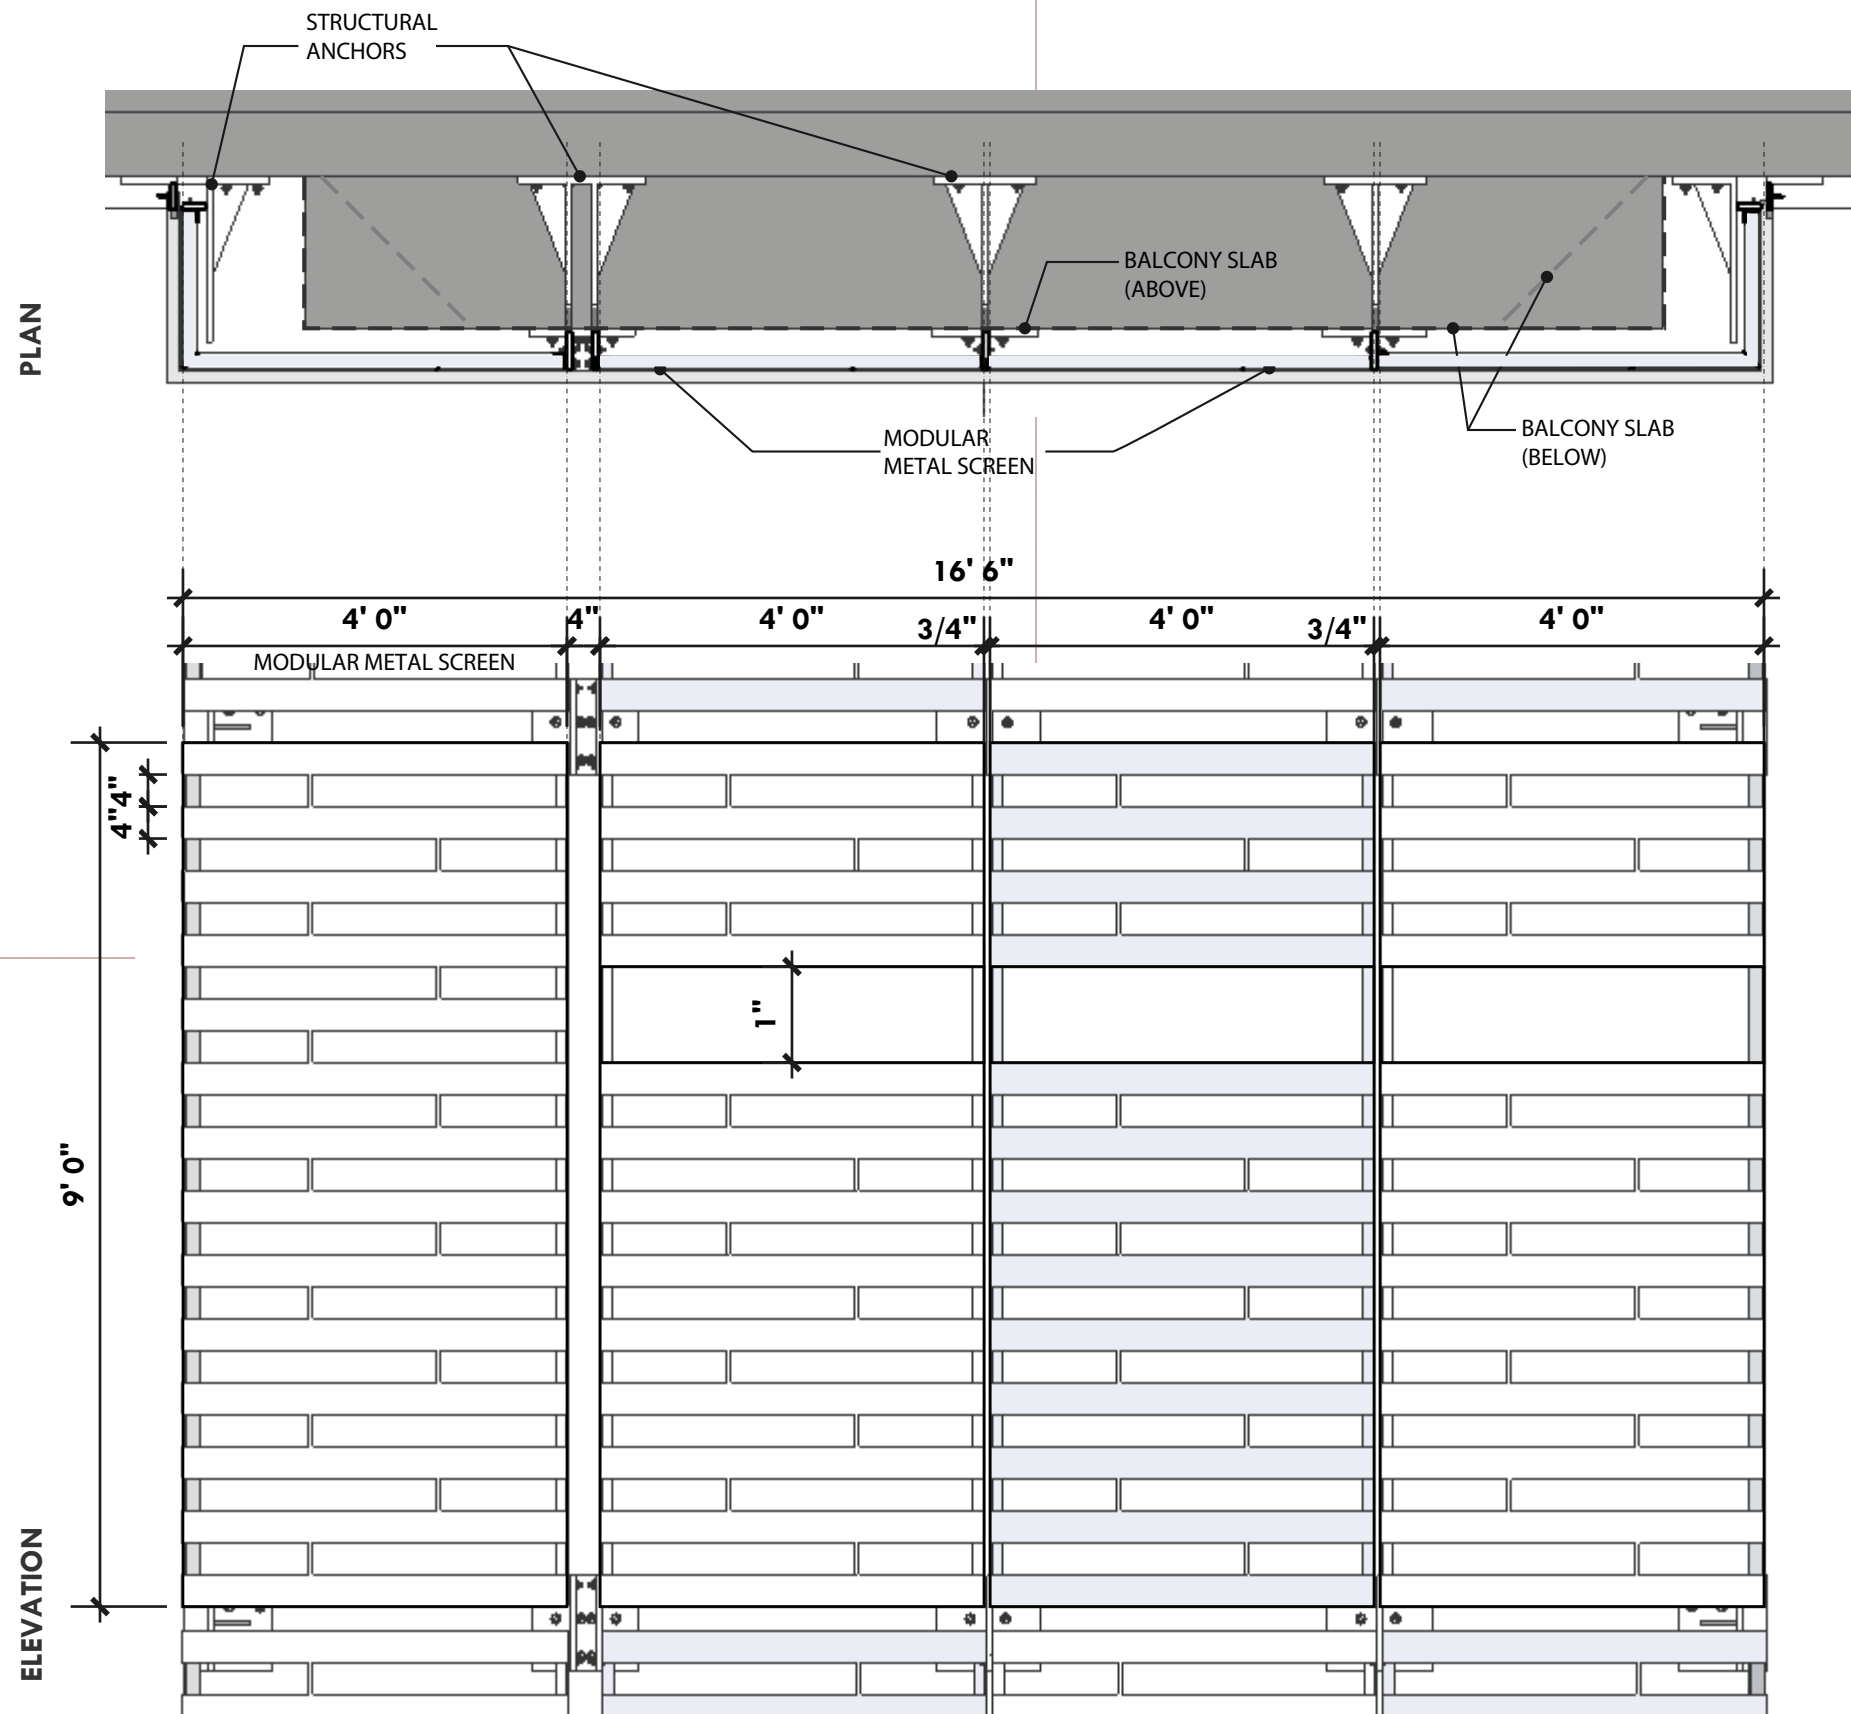 STRUCTURAL
ANCHORS
PLAN
BALCONY SLAB
(ABOVE)
MODULAR
METAL SCREEN
BALCONY SLAB
(BELOW)
16' 6"
4' 0"
4"
4' 0"
3/4"
4' 0"
3/4"
4' 0"
MODULAR METAL SCREEN
4"
4"
1"
9' 0"
ELEVATION